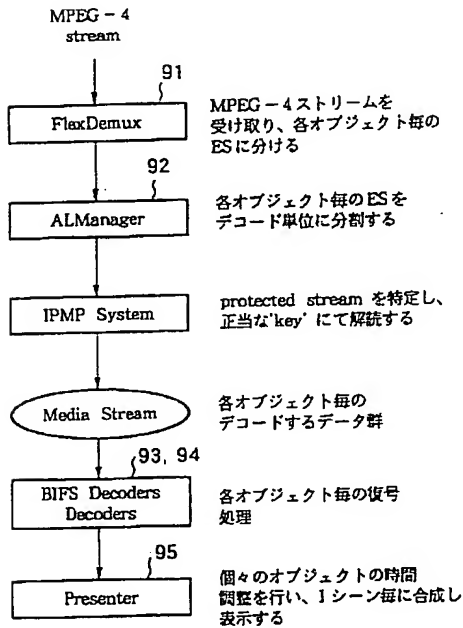 MPEG－4
stream
91
FlexDemux
MPEG－4ストリームを
受け取り、各オブジェクト毎の
ESに分ける
92
ALManager
各オブジェクト毎のESを
デコード単位に分割する
IPMP System
protected stream を特定し、
正当な'key' にて解読する
Media Stream
各オブジェクト毎の
デコードするデータ群
93, 94
BIFS Decoders
Decoders
各オブジェクト毎の復号
処理
95
Presenter
個々のオブジェクトの時間
調整を行い、1シーン毎に合成し
表示する